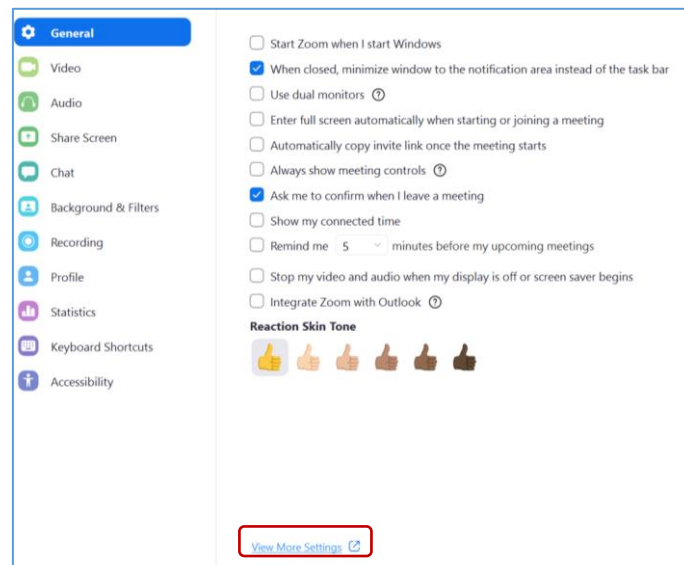 General
Video
Audio
Share Screen
Chat
Background & Filters
Recording
Profile
Statistics
Keyboard Shortcuts
Accessibility
Start Zoom when I start Windows
When closed, minimize window to the notification area instead of the task bar
Use dual monitors
Enter full screen automatically when starting or joining a meeting
Automatically copy invite link once the meeting starts
Always show meeting controls
Ask me to confirm when I leave a meeting
Show my connected time
Remind me 5 minutes before my upcoming meetings
Stop my video and audio when my display is off or screen saver begins
Integrate Zoom with Outlook
Reaction Skin Tone
View More Settings